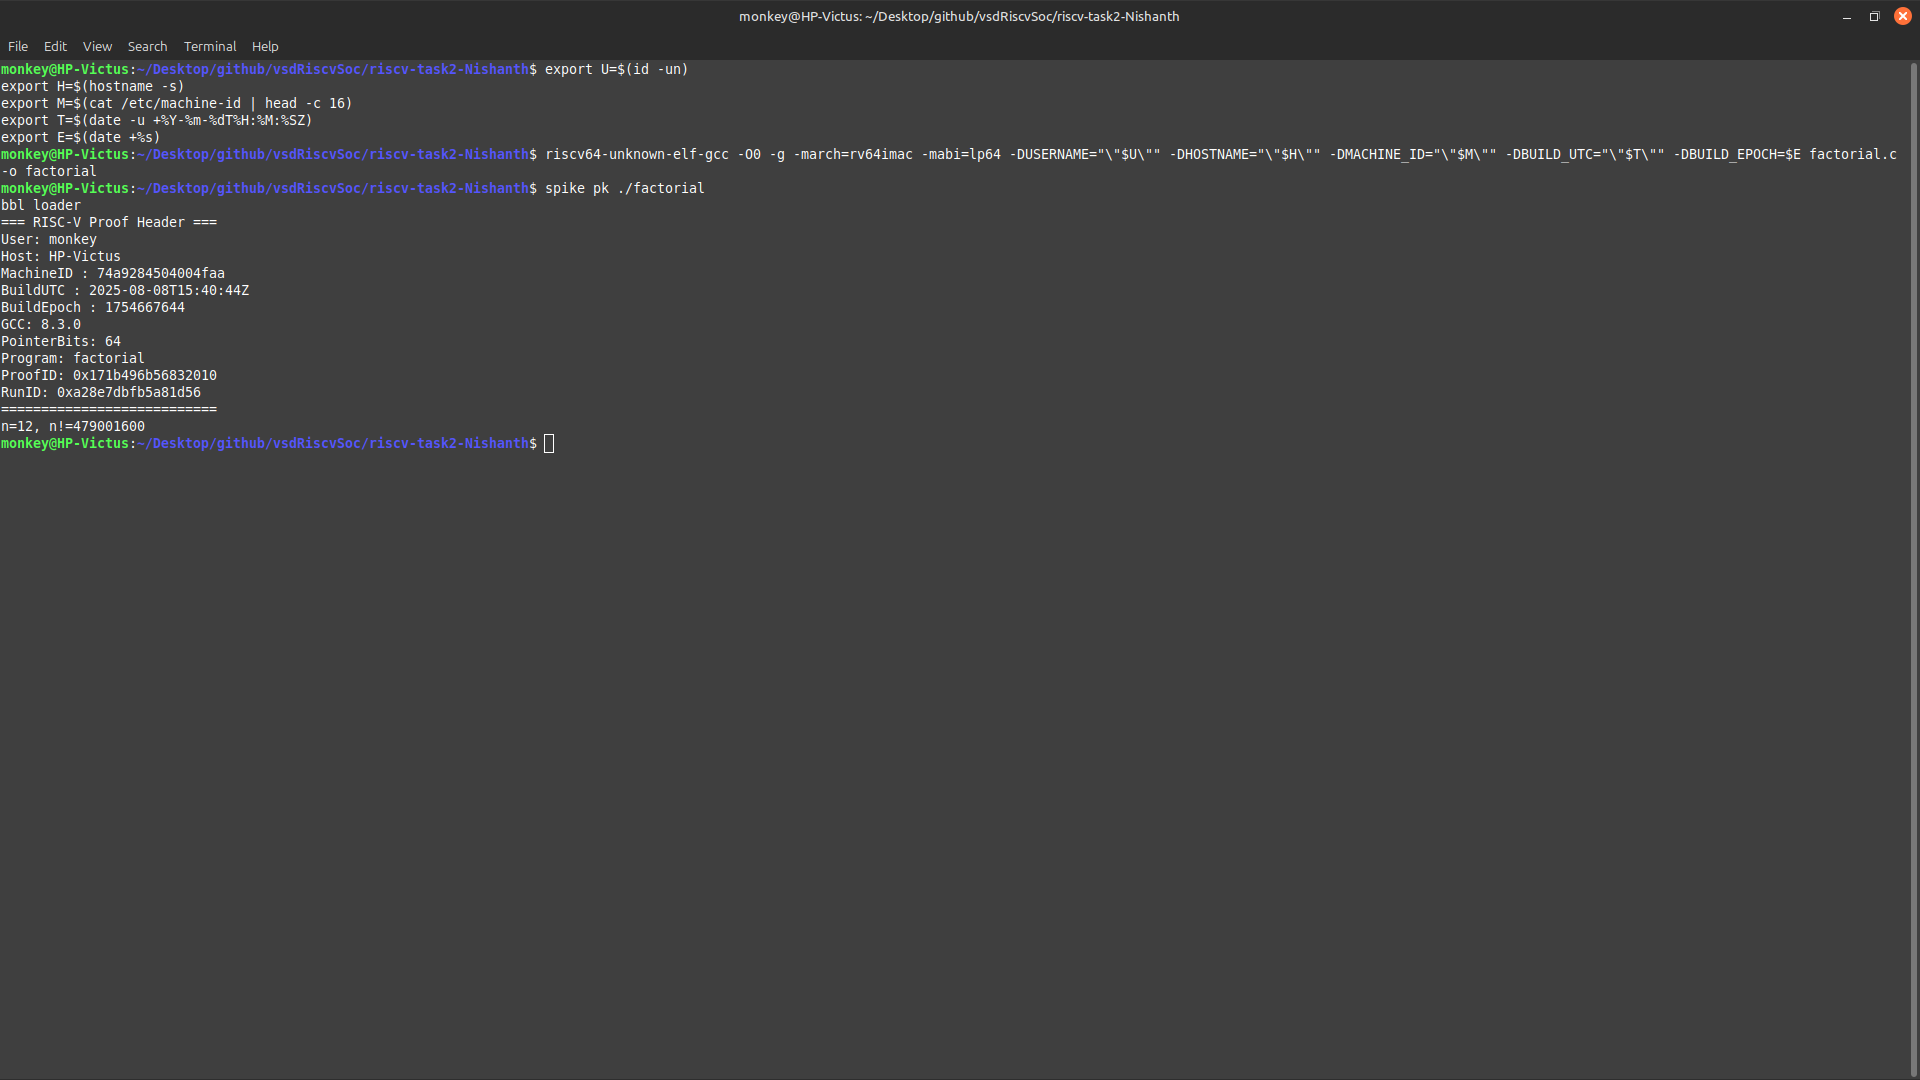 monkey@HP-Victus: ~/Desktop/github/vsdRiscvSoc/riscv-task2-Nishanth
File Edit View Search Terminal Help
monkey@HP-Victus:~/Desktop/github/vsdRiscvSoc/riscv-task2-Nishanth$ export U=$(id -un)
export H=$(hostname -s)
export M=$(cat /etc/machine-id | head -c 16)
export T=$(date -u +%Y-%m-%dT%H:%M:%SZ)
export E=$(date +%s)
monkey@HP-Victus:~/Desktop/github/vsdRiscvSoc/riscv-task2-Nishanth$ riscv64-unknown-elf-gcc -O0 -g -march=rv64imac -mabi=lp64 -DUSERNAME="\"$U\"" -DHOSTNAME="\"$H\"" -DMACHINE_ID="\"$M\"" -DBUILD_UTC="\"$T\"" -DBUILD_EPOCH=$E factorial.c
-o factorial
monkey@HP-Victus:~/Desktop/github/vsdRiscvSoc/riscv-task2-Nishanth$ spike pk ./factorial
bbl loader
=== RISC-V Proof Header ===
User: monkey
Host: HP-Victus
MachineID : 74a9284504004faa
BuildUTC : 2025-08-08T15:40:44Z
BuildEpoch : 1754667644
GCC: 8.3.0
PointerBits: 64
Program: factorial
ProofID: 0x171b496b56832010
RunID: 0xa28e7dbfb5a81d56
===========================
n=12, n!=479001600
monkey@HP-Victus:~/Desktop/github/vsdRiscvSoc/riscv-task2-Nishanth$